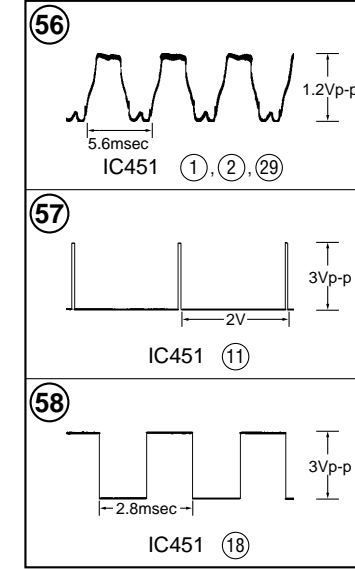 56
1.2Vp-p
5.6msec
IC451 1, 2, 29
57
3Vp-p
2V
IC451 11
58
3Vp-p
2.8msec
IC451 18